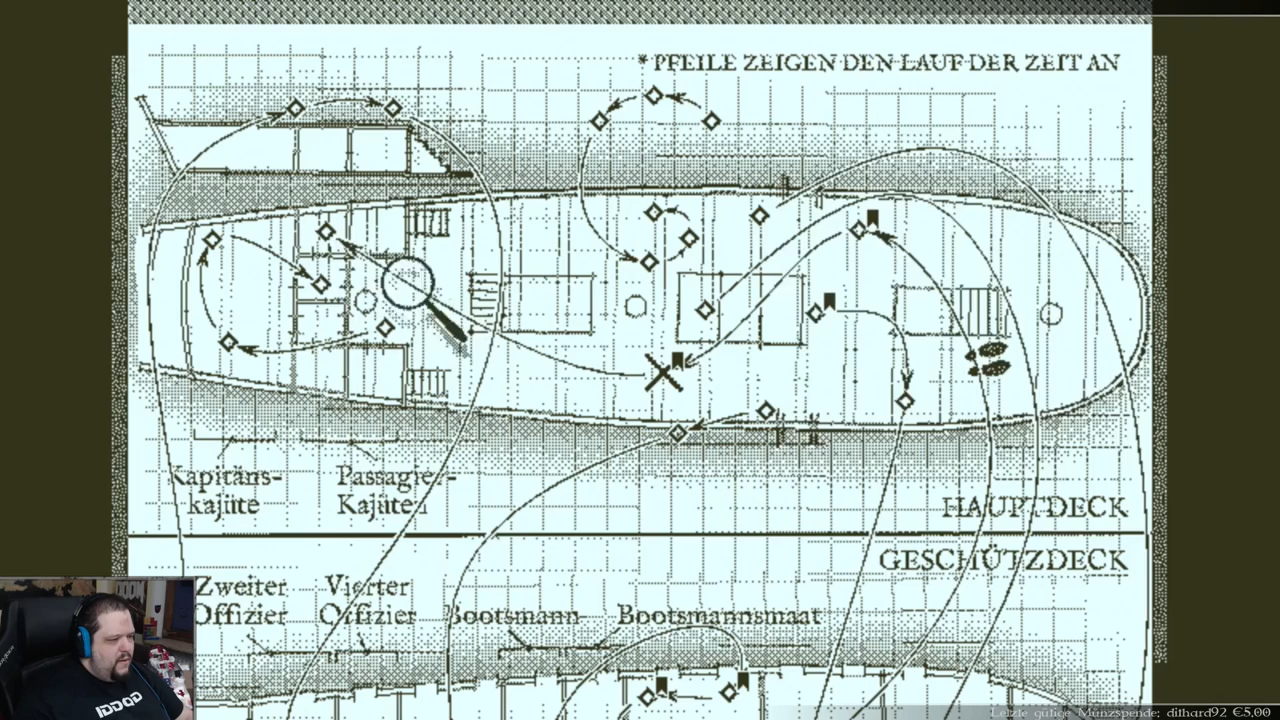 * PFEILE ZEIGEN DEN LAUF DER ZEIT AN
Kapitäns-
kajüte
Passagier-
Kajüten
HAUPTDECK
GESCHÜTZDECK
Zweiter
Offizier
Vierter
Offizier
Bootsmann
Bootsmannsmaat
IDDQD
Letzte gültige Münzspende: dithard92 €5,00